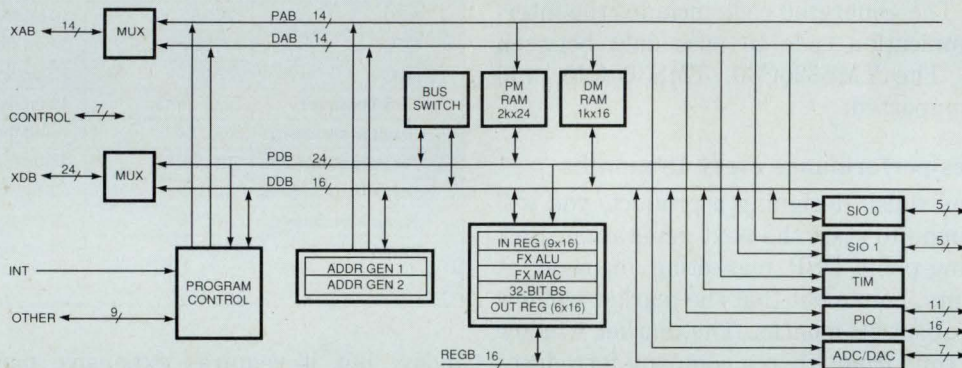 XAB 14 MUX PAB 14
DAB 14
BUS SWITCH
PM RAM 2kx24
DM RAM 1kx16
CONTROL 7
XDB 24 MUX PDB 24
DDB 16
INT
OTHER 9
PROGRAM CONTROL
ADDR GEN 1
ADDR GEN 2
IN REG (9x16)
FX ALU
FX MAC
32-BIT BS
OUT REG (6x16)
REGB 16
SIO 0 5
SIO 1 5
TIM
PIO 11
16
ADC/DAC 7